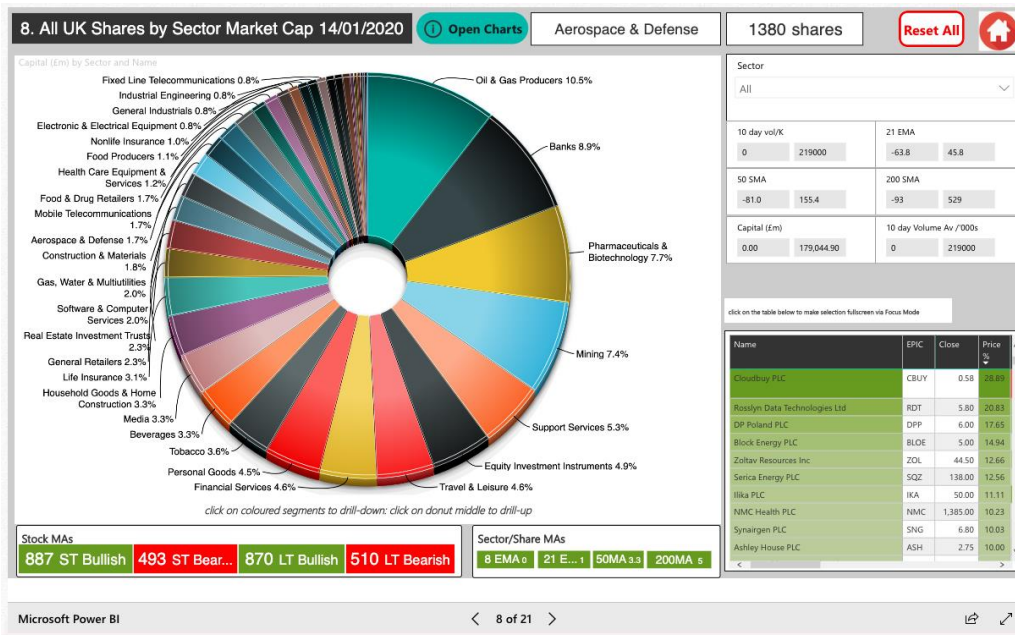 8. All UK Shares by Sector Market Cap 14/01/2020
Open Charts
Aerospace & Defense
1380 shares
Reset All
Capital (£m) by Sector and Name
Fixed Line Telecommunications 0.8%
Industrial Engineering 0.8%
General Industrials 0.8%
Electronic & Electrical Equipment 0.8%
Nonlife Insurance 1.0%
Food Producers 1.1%
Health Care Equipment &
Services 1.2%
Food & Drug Retailers 1.7%
Mobile Telecommunications
1.7%
Aerospace & Defense 1.7%
Construction & Materials
1.8%
Gas, Water & Multiutilities
2.0%
Software & Computer
Services 2.0%
Real Estate Investment Trusts
2.3%
General Retailers 2.3%
Life Insurance 3.1%
Household Goods & Home
Construction 3.3%
Media 3.3%
Beverages 3.3%
Tobacco 3.6%
Personal Goods 4.5%
Financial Services 4.6%
Oil & Gas Producers 10.5%
Banks 8.9%
Pharmaceuticals &
Biotechnology 7.7%
Mining 7.4%
Support Services 5.3%
Equity Investment Instruments 4.9%
Travel & Leisure 4.6%
click on coloured segments to drill-down: click on donut middle to drill-up
Stock MAs
887 ST Bullish 493 ST Bear... 870 LT Bullish 510 LT Bearish
Sector/Share MAs
8 EMA 0 21 E... 1 50MA 3.3 200MA 5
Sector
All
10 day vol/K 21 EMA
0 219000 -63.8 45.8
50 SMA 200 SMA
-81.0 155.4 -93 529
Capital (£m) 10 day Volume Av /'000s
0.00 179,044.90 0 219000
click on the table below to make selection fullscreen via Focus Mode
Name EPIC Close Price
%
Cloudbuy PLC CBUY 0.58 28.89
Rosslyn Data Technologies Ltd RDT 5.80 20.83
DP Poland PLC DPP 6.00 17.65
Block Energy PLC BLOE 5.00 14.94
Zoltav Resources Inc ZOL 44.50 12.66
Serica Energy PLC SQZ 138.00 12.56
Ilika PLC IKA 50.00 11.11
NMC Health PLC NMC 1,385.00 10.23
Synairgen PLC SNG 6.80 10.03
Ashley House PLC ASH 2.75 10.00
Microsoft Power BI
8 of 21